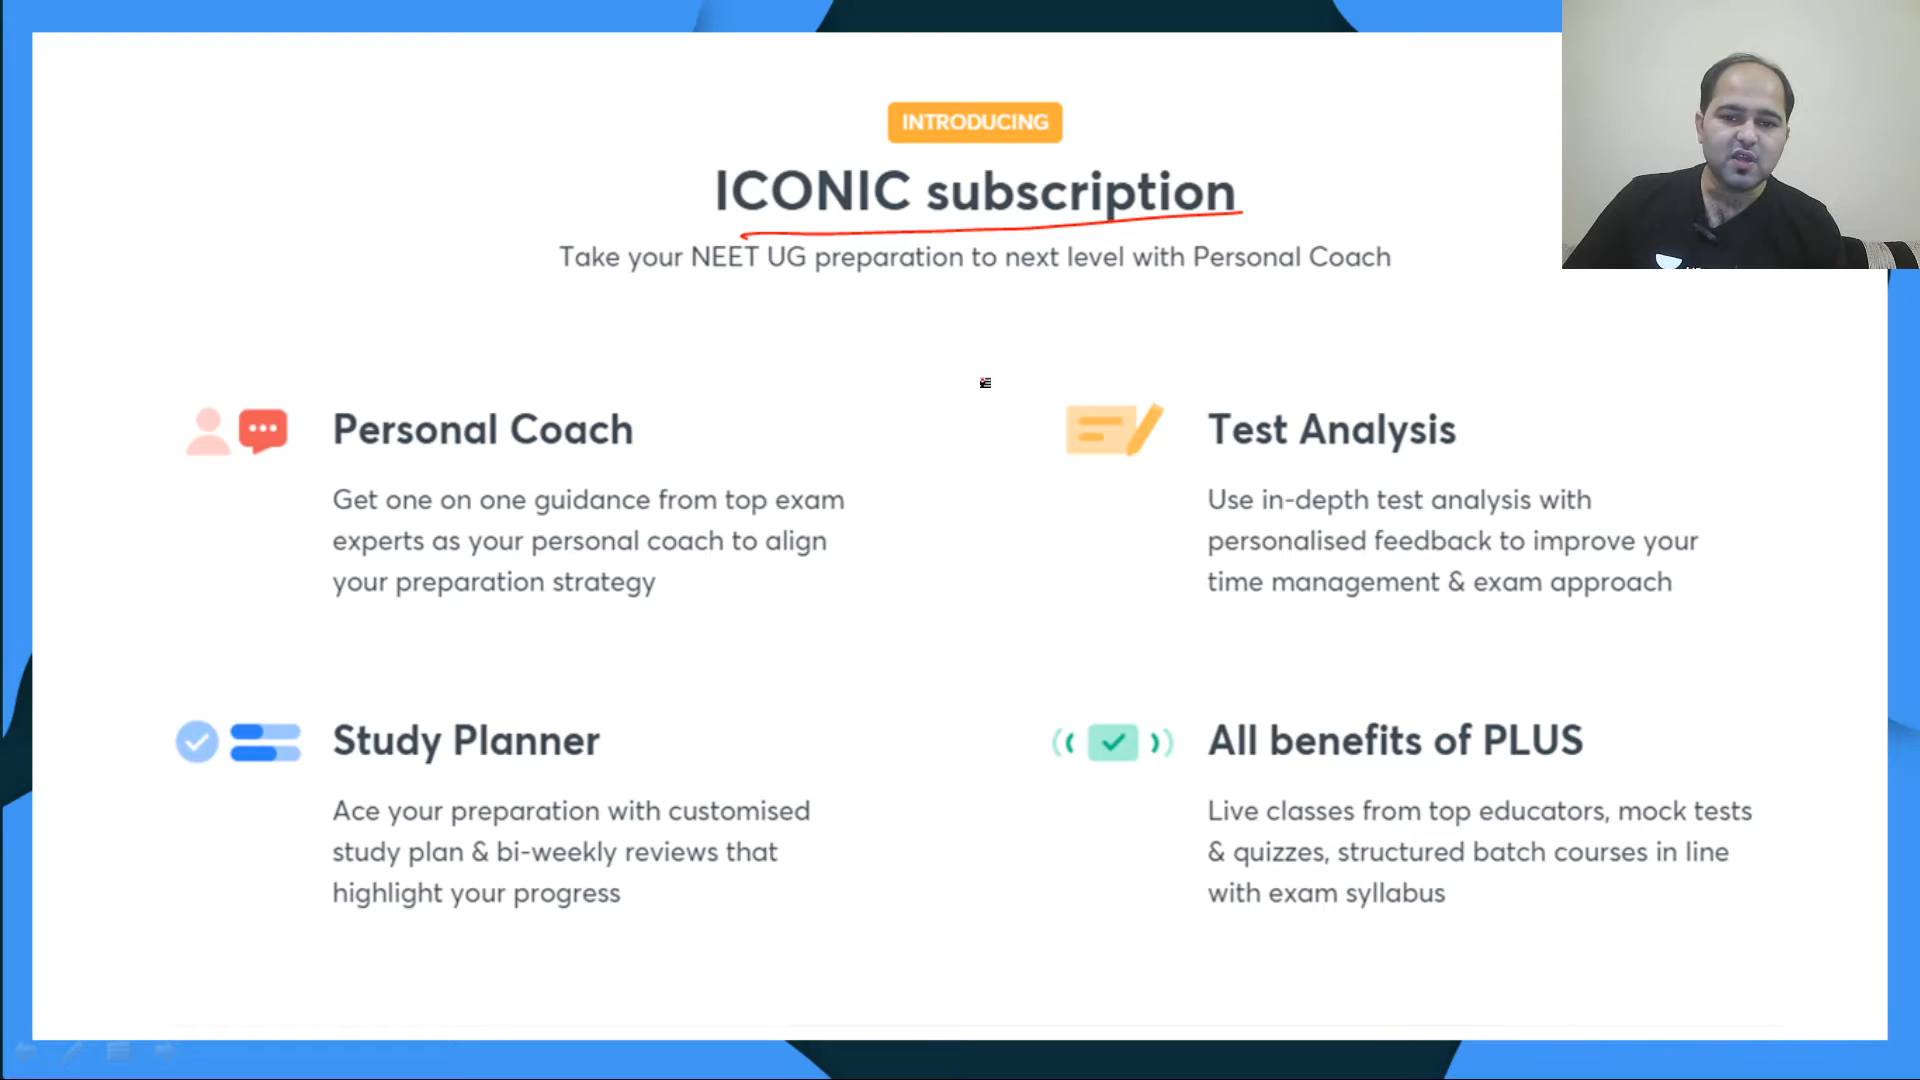 INTRODUCING
ICONIC subscription
Take your NEET UG preparation to next level with Personal Coach
Personal Coach
Get one on one guidance from top exam
experts as your personal coach to align
your preparation strategy
Test Analysis
Use in-depth test analysis with
personalised feedback to improve your
time management & exam approach
Study Planner
Ace your preparation with customised
study plan & bi-weekly reviews that
highlight your progress
All benefits of PLUS
Live classes from top educators, mock tests
& quizzes, structured batch courses in line
with exam syllabus